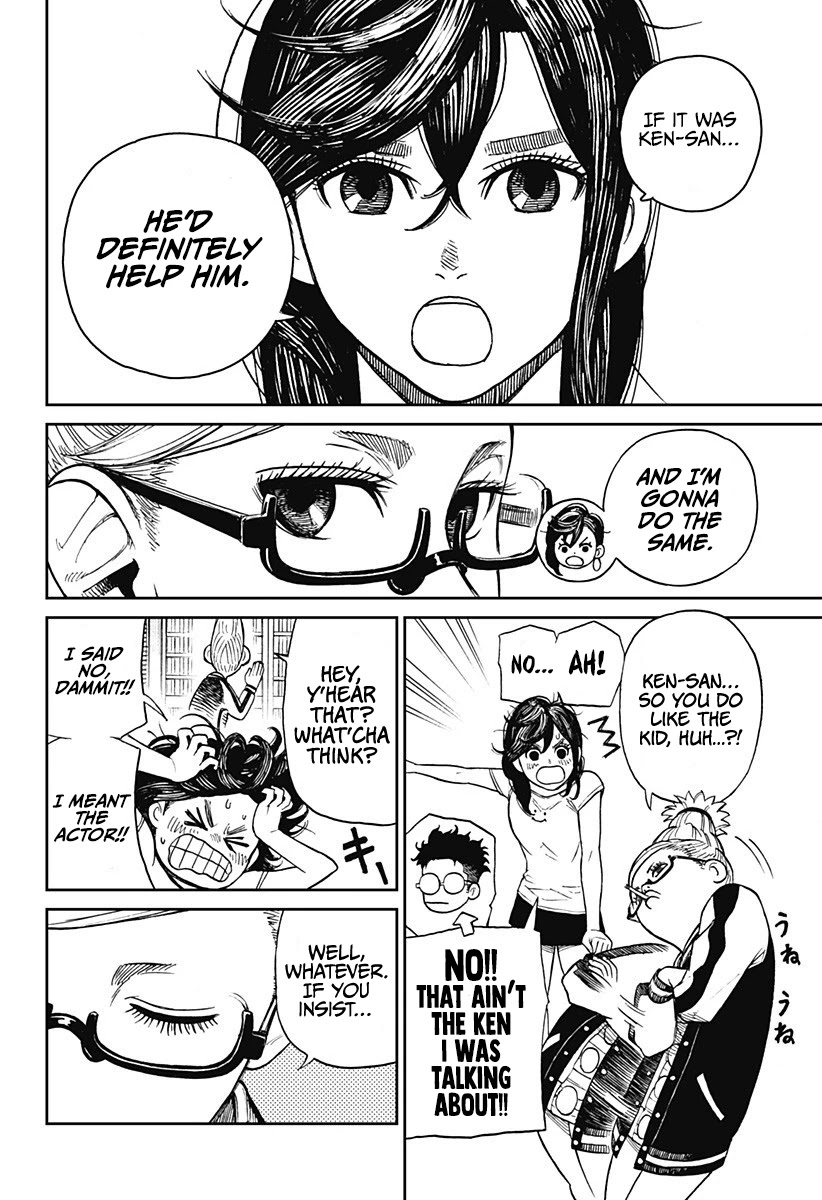 IF IT WAS
KEN-SAN...
HE'D
DEFINITELY
HELP HIM.
AND I'M
GONNA
DO THE
SAME.
KEN-SAN...
SO YOU DO
LIKE THE
KID, HUH...?!
NO... AH!
NO!!
THAT AIN'T
THE KEN
I WAS
TALKING
ABOUT!!
うね
うね
HEY,
Y'HEAR
THAT?
WHAT'CHA
THINK?
I SAID
NO,
DAMMIT!!
I MEANT
THE
ACTOR!!
キー
WELL,
WHATEVER.
IF YOU
INSIST...